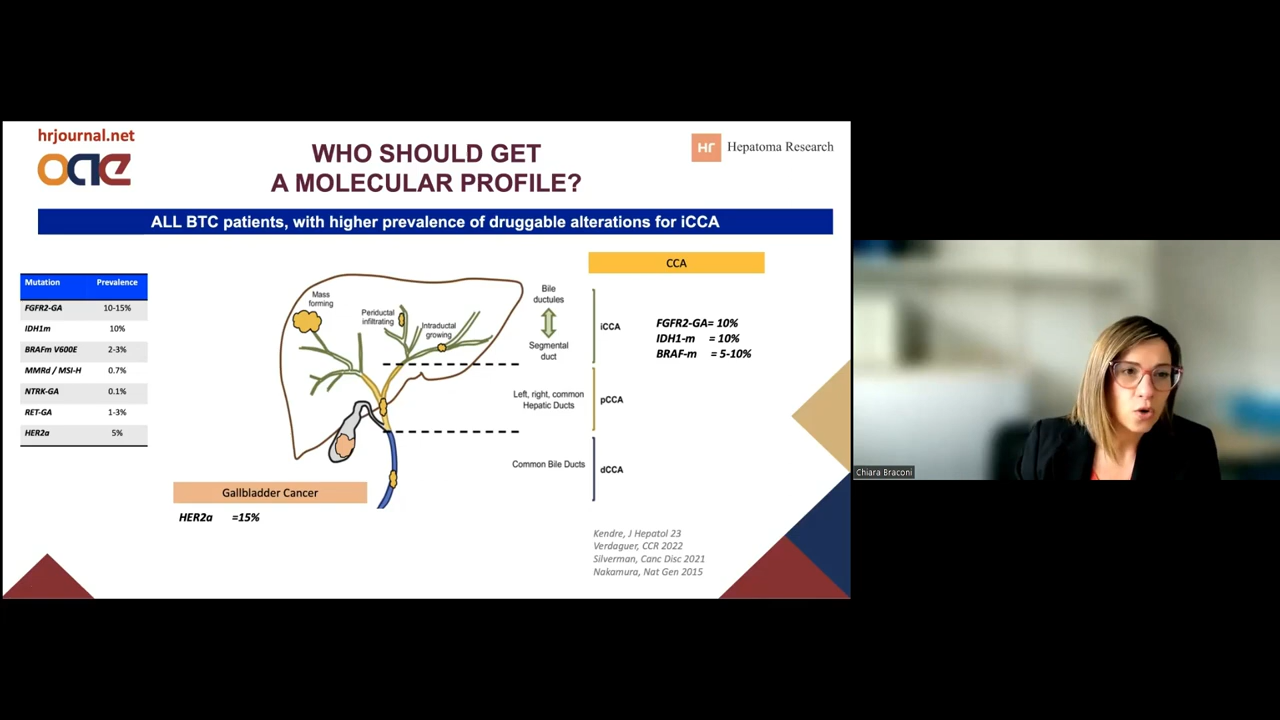 hrjournal.net
oae
WHO SHOULD GET
A MOLECULAR PROFILE?
Hr Hepatoma Research
ALL BTC patients, with higher prevalence of druggable alterations for iCCA
Mutation Prevalence
FGFR2-GA 10-15%
IDH1m 10%
BRAFm V600E 2-3%
MMRd / MSI-H 0.7%
NTRK-GA 0.1%
RET-GA 1-3%
HER2a 5%
Mass
forming
Periductal
infiltrating
Intraductal
growing
Bile
ductules
Segmental
duct
Left, right, common
Hepatic Ducts
Common Bile Ducts
CCA
iCCA
pCCA
dCCA
FGFR2-GA= 10%
IDH1-m = 10%
BRAF-m = 5-10%
Gallbladder Cancer
HER2a =15%
Kendre, J Hepatol 23
Verdaguer, CCR 2022
Silverman, Canc Disc 2021
Nakamura, Nat Gen 2015
Chiara Braconi